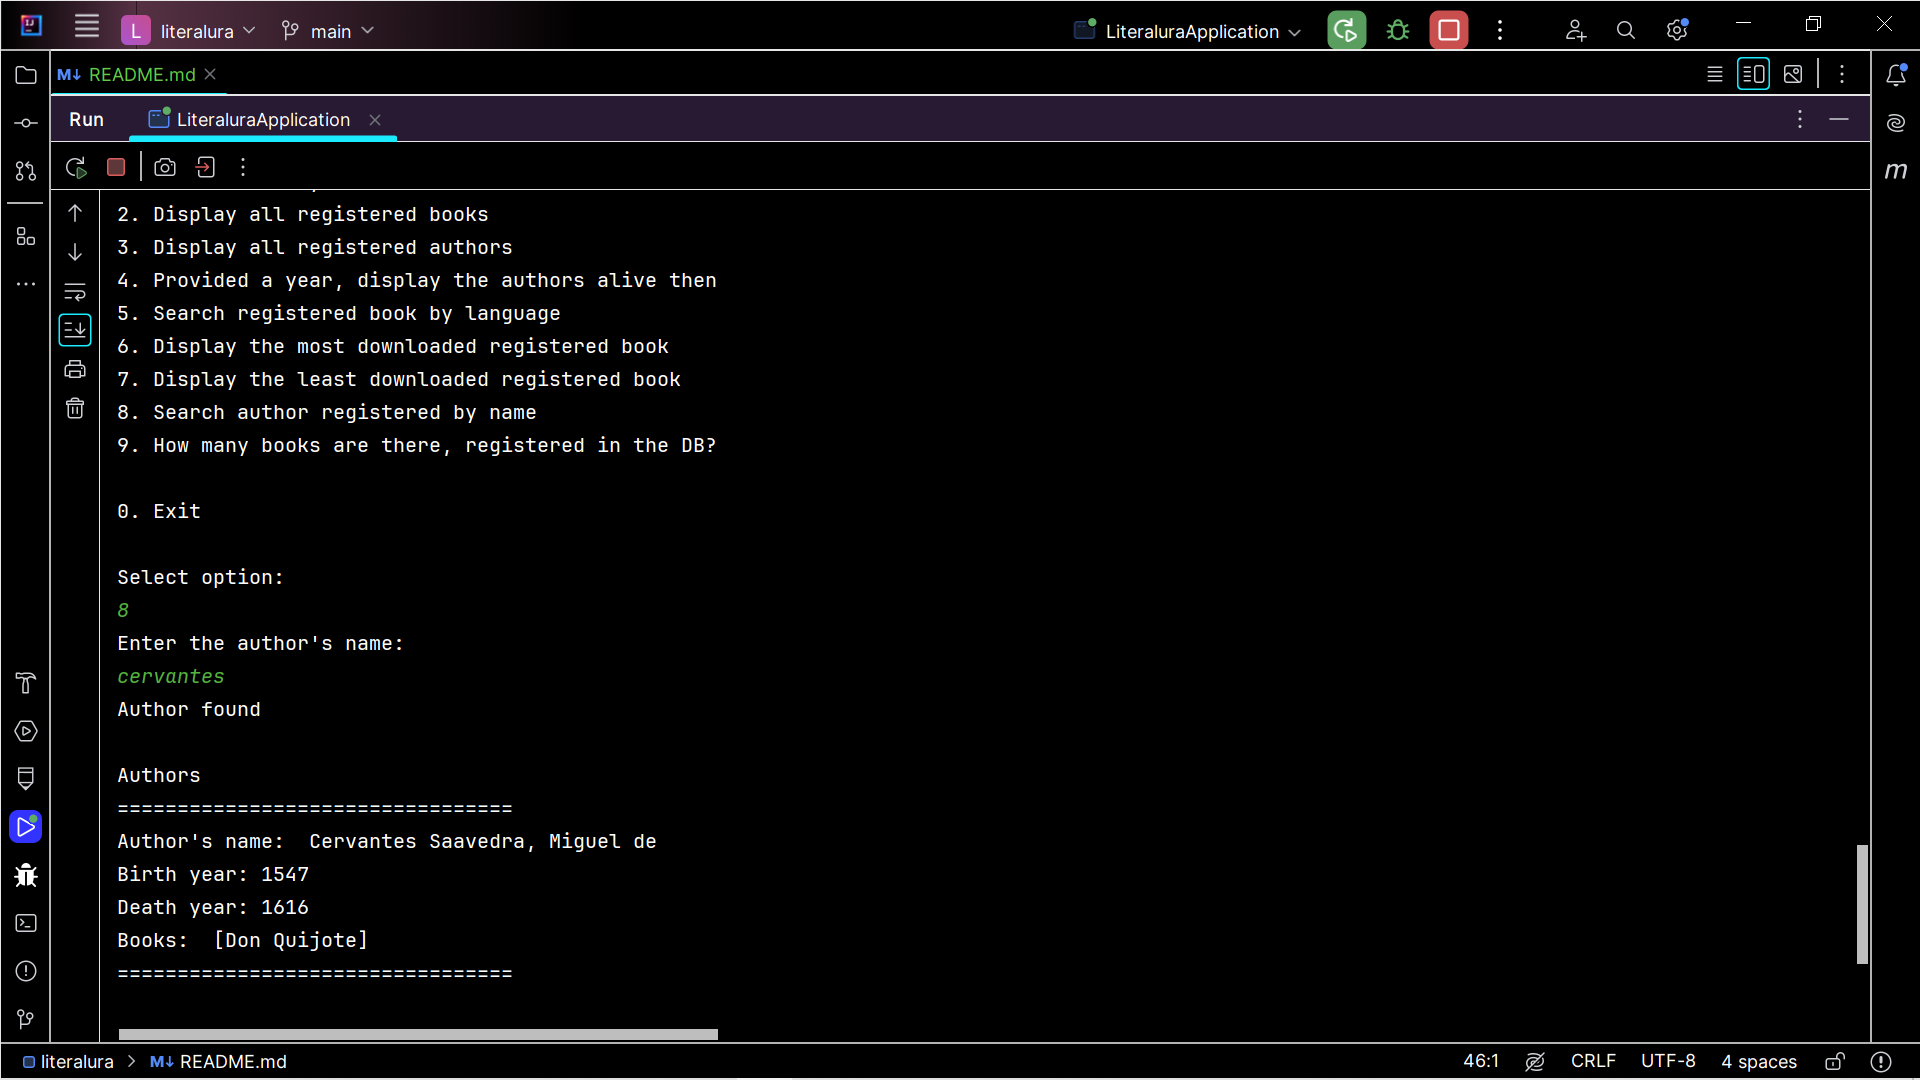 L literalura main LiteraluraApplication
README.md
Run LiteraluraApplication
2. Display all registered books
3. Display all registered authors
4. Provided a year, display the authors alive then
5. Search registered book by language
6. Display the most downloaded registered book
7. Display the least downloaded registered book
8. Search author registered by name
9. How many books are there, registered in the DB?
0. Exit
Select option:
8
Enter the author's name:
cervantes
Author found
Authors
=================================
Author's name:  Cervantes Saavedra, Miguel de
Birth year: 1547
Death year: 1616
Books:  [Don Quijote]
=================================
literalura > M↓ README.md 46:1 CRLF UTF-8 4 spaces